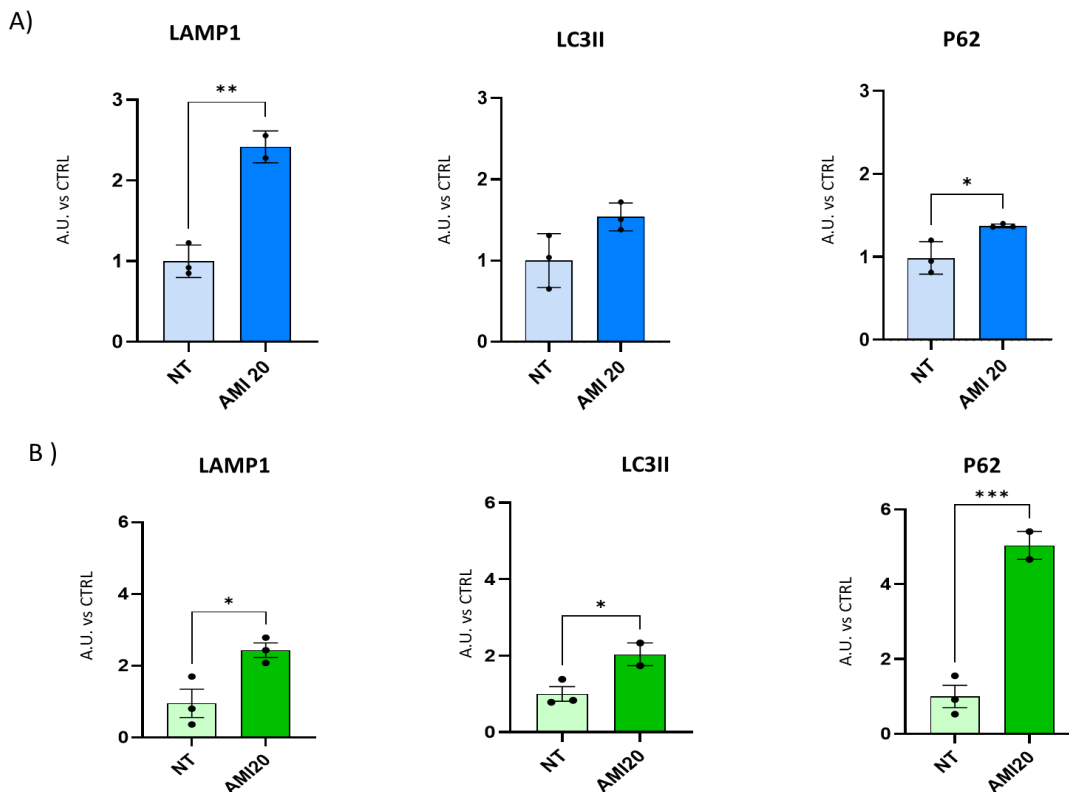 A)
LAMP1
LC3II
P62
A.U. vs CTRL
3
2
1
0
**
NT
AMI 20
A.U. vs CTRL
3
2
1
0
NT
AMI 20
A.U. vs CTRL
3
2
1
0
*
NT
AMI 20
B )
LAMP1
LC3II
P62
A.U. vs CTRL
6
4
2
0
*
NT
AMI20
A.U. vs CTRL
6
4
2
0
*
NT
AMI20
A.U. vs CTRL
6
4
2
0
***
NT
AMI20